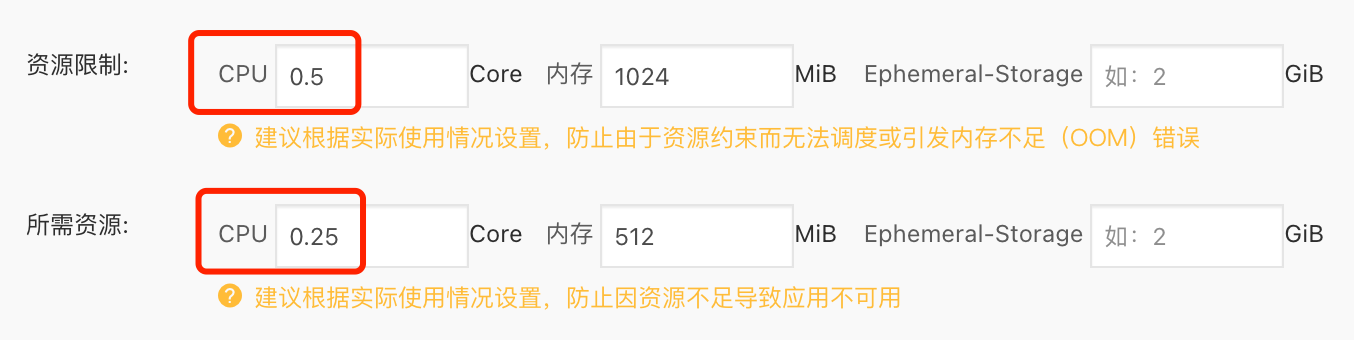 资源限制: CPU 0.5 Core 内存 1024 MiB Ephemeral-Storage 如：2 GiB
? 建议根据实际使用情况设置，防止由于资源约束而无法调度或引发内存不足（OOM）错误
所需资源: CPU 0.25 Core 内存 512 MiB Ephemeral-Storage 如：2 GiB
? 建议根据实际使用情况设置，防止因资源不足导致应用不可用